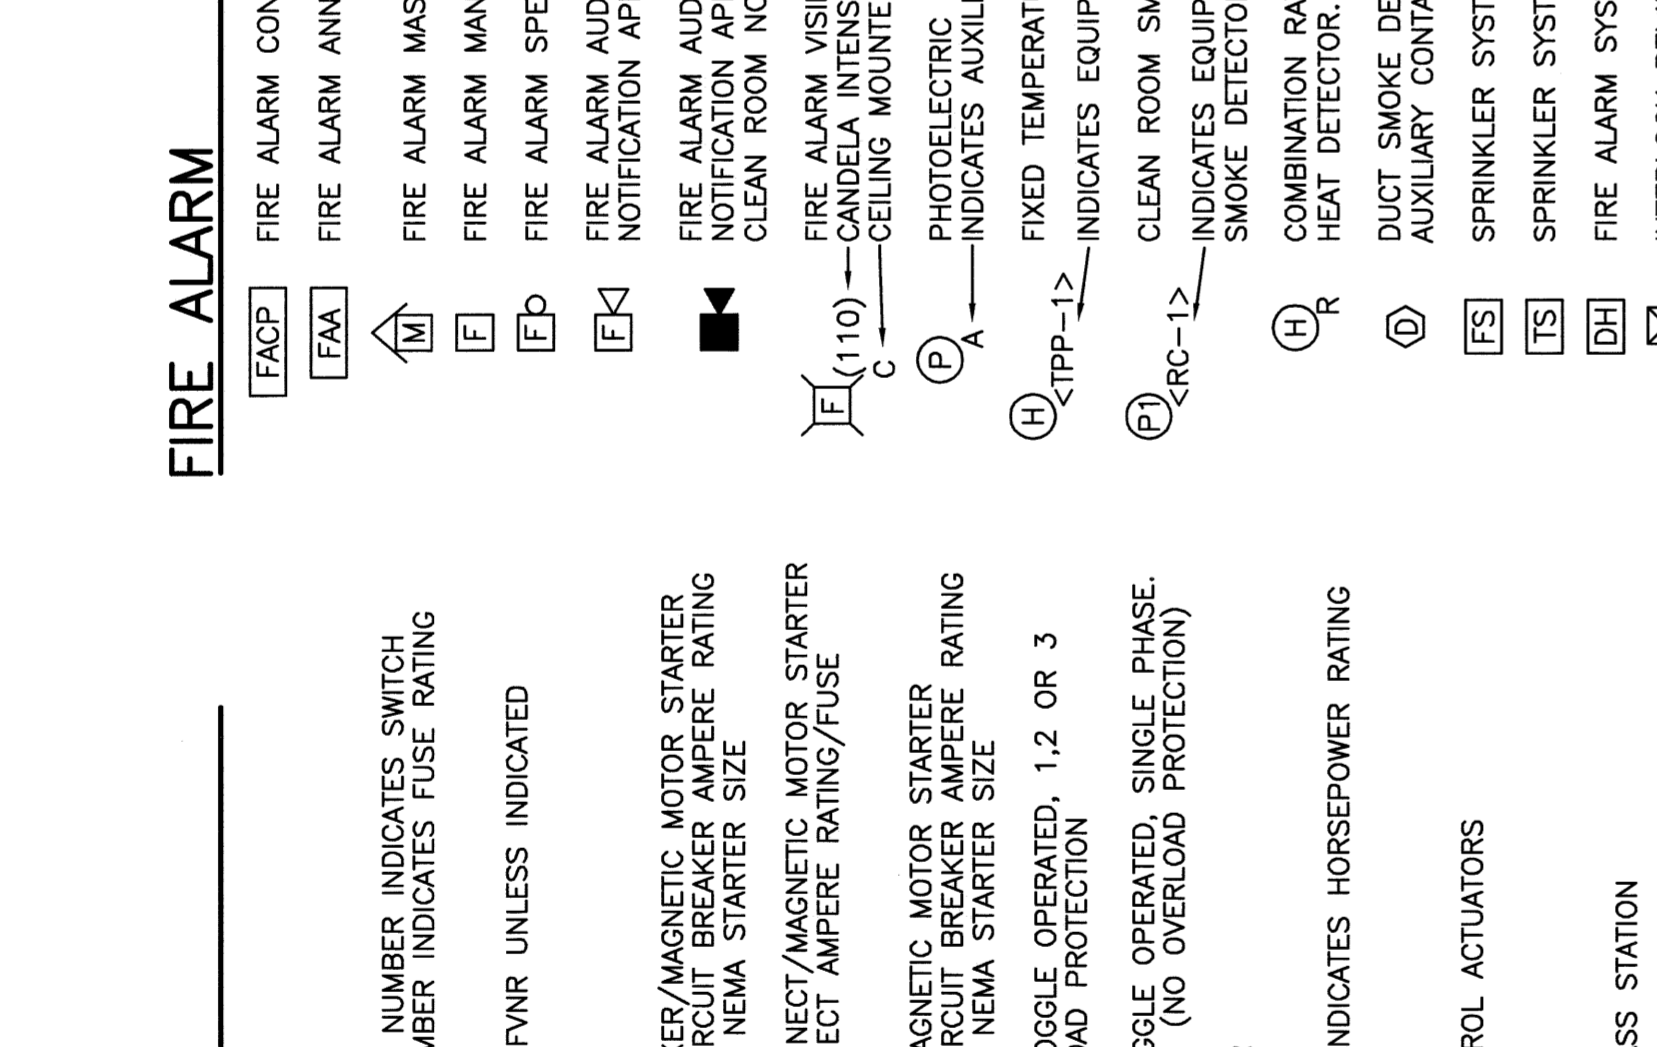 FIRE ALARM
FACP FIRE ALARM CON
FAA FIRE ALARM ANN
M FIRE ALARM MAS
F FIRE ALARM MAN
F FIRE ALARM SPE
F FIRE ALARM AUD
NOTIFICATION API
FIRE ALARM AUD
NOTIFICATION AP
CLEAN ROOM NO
F FIRE ALARM VISI
(110) CANDELA INTENS
C CEILING MOUNTE
P PHOTOELECTRIC
A INDICATES AUXILI
H FIXED TEMPERAT
<TPP-1> INDICATES EQUIP
P1 CLEAN ROOM SM
<RC-1> INDICATES EQUIP
SMOKE DETECTOR
H COMBINATION RA
R HEAT DETECTOR.
D DUCT SMOKE DE
AUXILIARY CONTA
FS SPRINKLER SYST
TS SPRINKLER SYST
DH FIRE ALARM SYS
NUMBER INDICATES SWITCH
MBER INDICATES FUSE RATING
FVNR UNLESS INDICATED
KER/MAGNETIC MOTOR STARTER
RCUIT BREAKER AMPERE RATING
NEMA STARTER SIZE
NECT/MAGNETIC MOTOR STARTER
ECT AMPERE RATING/FUSE
AGNETIC MOTOR STARTER
RCUIT BREAKER AMPERE RATING
NEMA STARTER SIZE
OGGLE OPERATED, 1,2 OR 3
OAD PROTECTION
GGLE OPERATED, SINGLE PHASE.
(NO OVERLOAD PROTECTION)
NDICATES HORSEPOWER RATING
ROL ACTUATORS
SS STATION